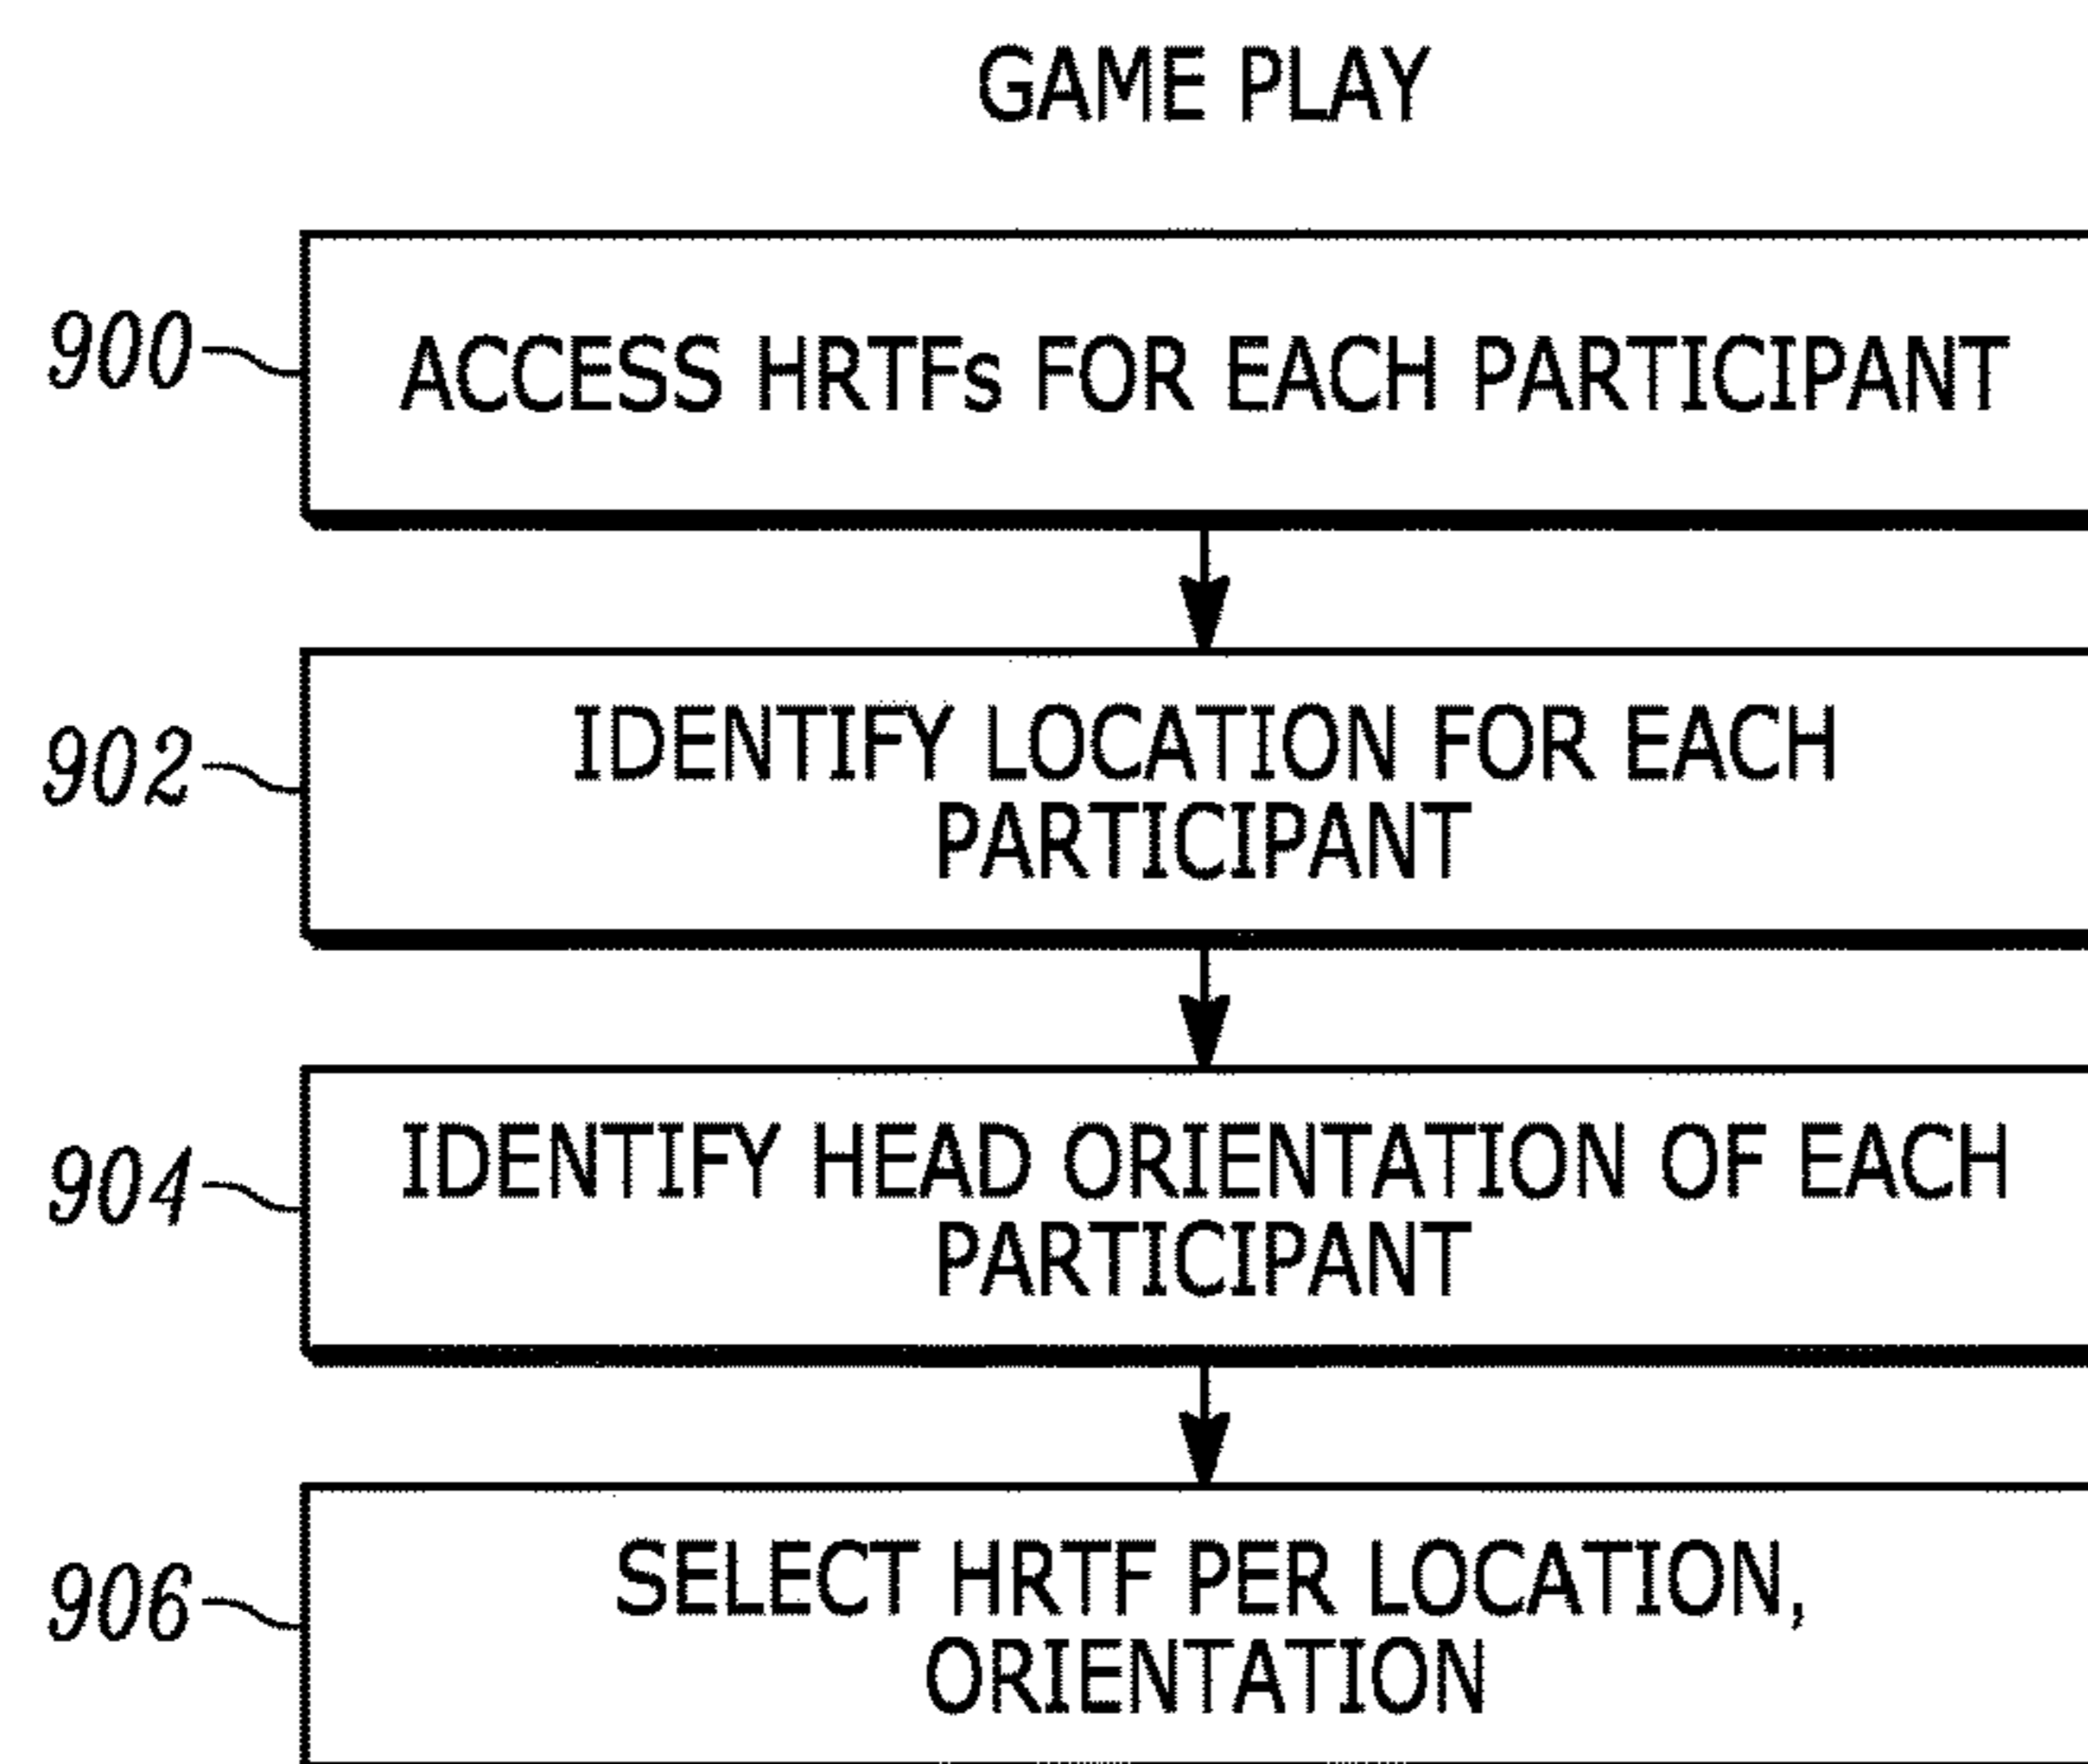 GAME PLAY
900
ACCESS HRTFs FOR EACH PARTICIPANT
902
IDENTIFY LOCATION FOR EACH
PARTICIPANT
904
IDENTIFY HEAD ORIENTATION OF EACH
PARTICIPANT
906
SELECT HRTF PER LOCATION,
ORIENTATION